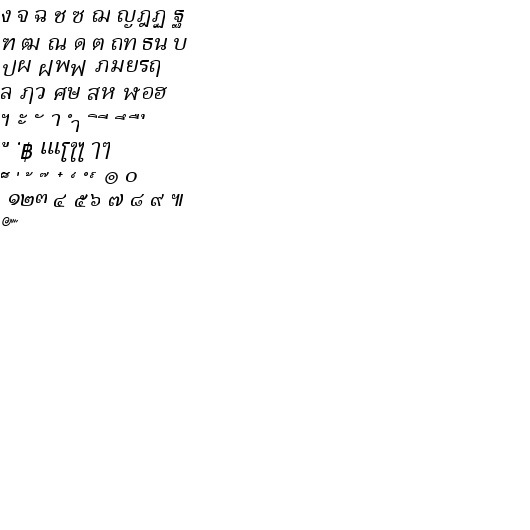 ง จ ฉ ช ซ ฌ ญ ฎ ฏ ฐ
ฑ ฒ ณ ด ต ถ ท ธ น บ
ป ผ ฝ พ ฟ ภ ม ย ร ฤ
ล ฦ ว ศ ษ ส ห ฬ อ ฮ
ฯ ะ ั า ำ ิ ี ึ ื ุ
ู ฺ ฿ เ แ โ ใ ไ ๅ ๆ
็ ่ ้ ๊ ๋ ์ ํ ๎ ๏ ๐
๑ ๒ ๓ ๔ ๕ ๖ ๗ ๘ ๙ ๚
๛